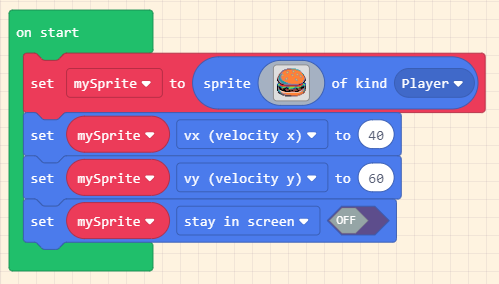 on start
set mySprite to sprite of kind Player
set mySprite vx (velocity x) to 40
set mySprite vy (velocity y) to 60
set mySprite stay in screen OFF